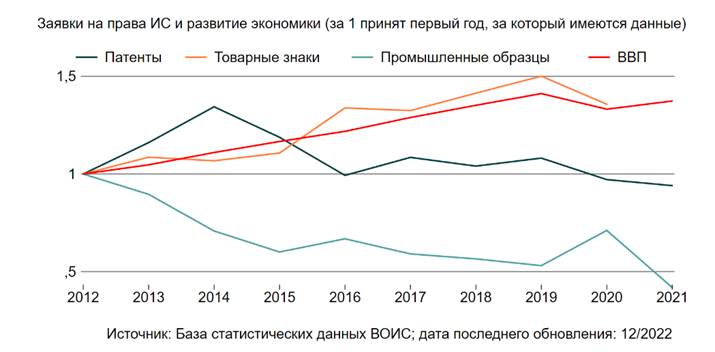 Заявки на права ИС и развитие экономики (за 1 принят первый год, за который имеются данные)
Патенты Товарные знаки Промышленные образцы ВВП
1,5
1
,5
2012 2013 2014 2015 2016 2017 2018 2019 2020 2021
Источник: База статистических данных ВОИС; дата последнего обновления: 12/2022